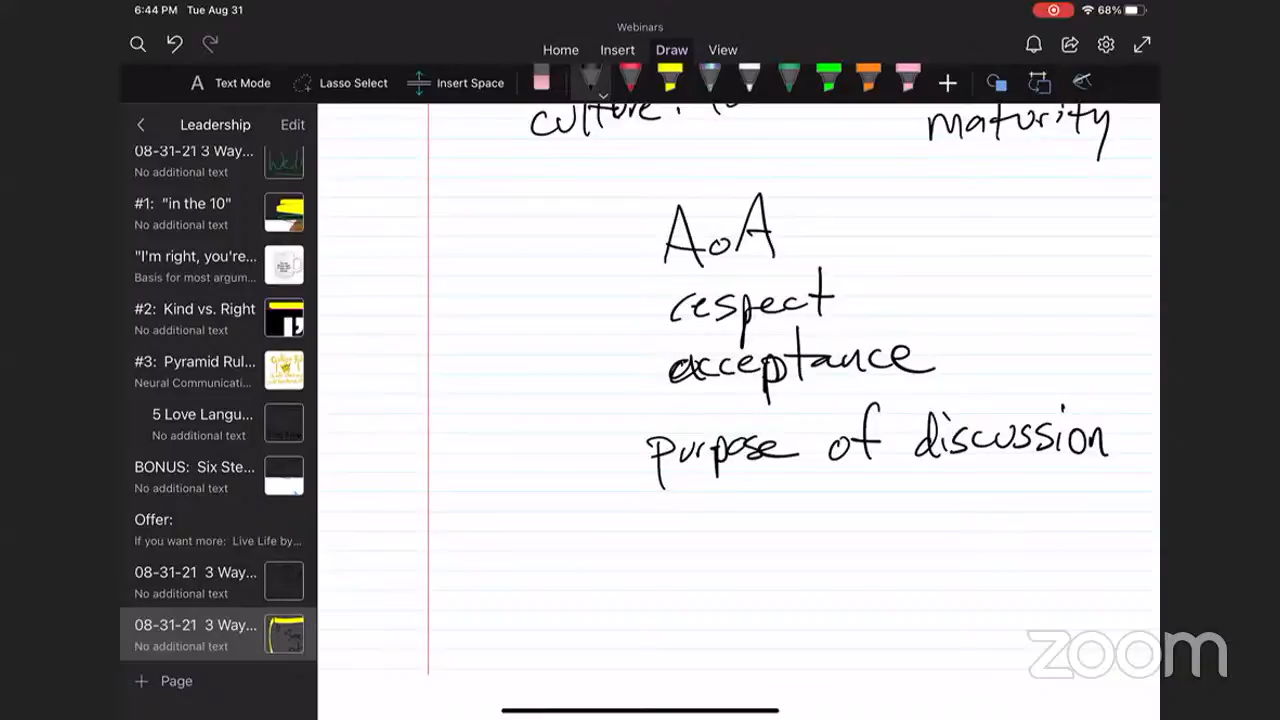 6:44 PM Tue Aug 31
68%
Webinars
Home Insert Draw View
Text Mode Lasso Select Insert Space
Leadership Edit
08-31-21 3 Way...
No additional text
#1: "in the 10"
No additional text
"I'm right, you're...
Basis for most argum...
#2: Kind vs. Right
No additional text
#3: Pyramid Rul...
Neural Communicati...
5 Love Langu...
No additional text
BONUS: Six Ste...
No additional text
Offer:
If you want more: Live Life by...
08-31-21 3 Way...
No additional text
08-31-21 3 Way...
No additional text
Page
culture:
maturity
AoA
respect
acceptance
purpose of discussion
zoom